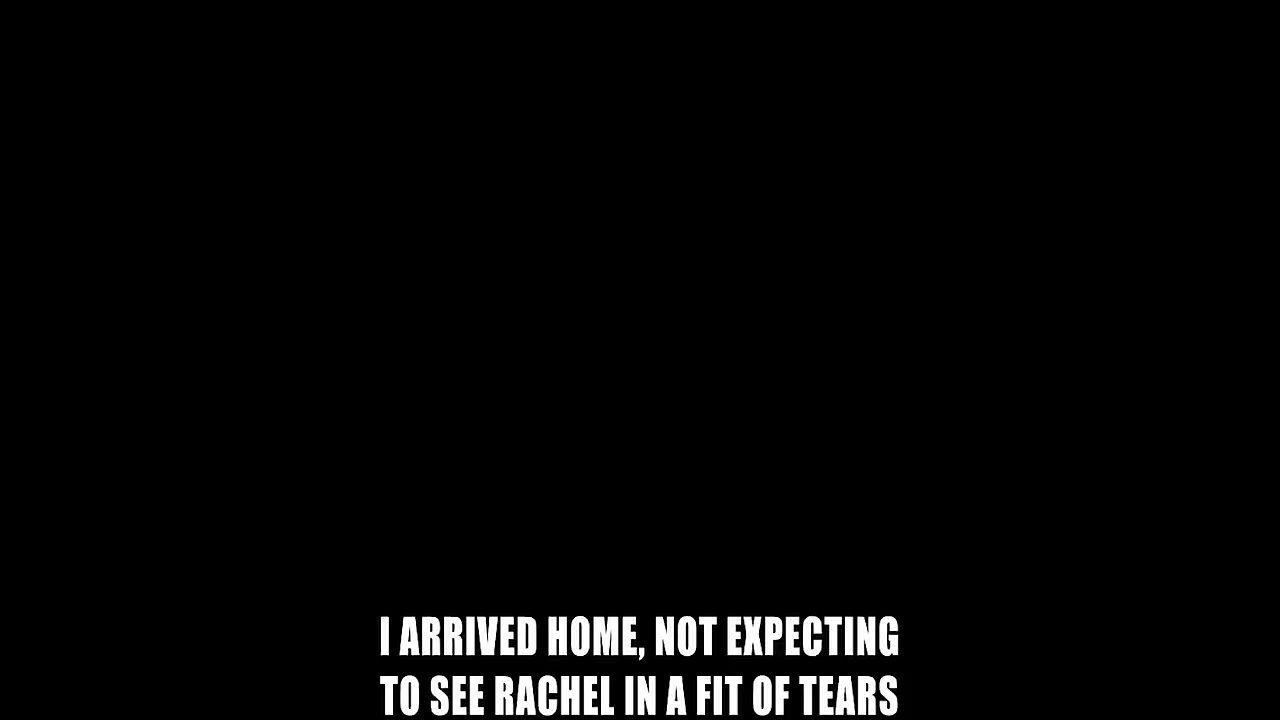 I ARRIVED HOME, NOT EXPECTING
TO SEE RACHEL IN A FIT OF TEARS